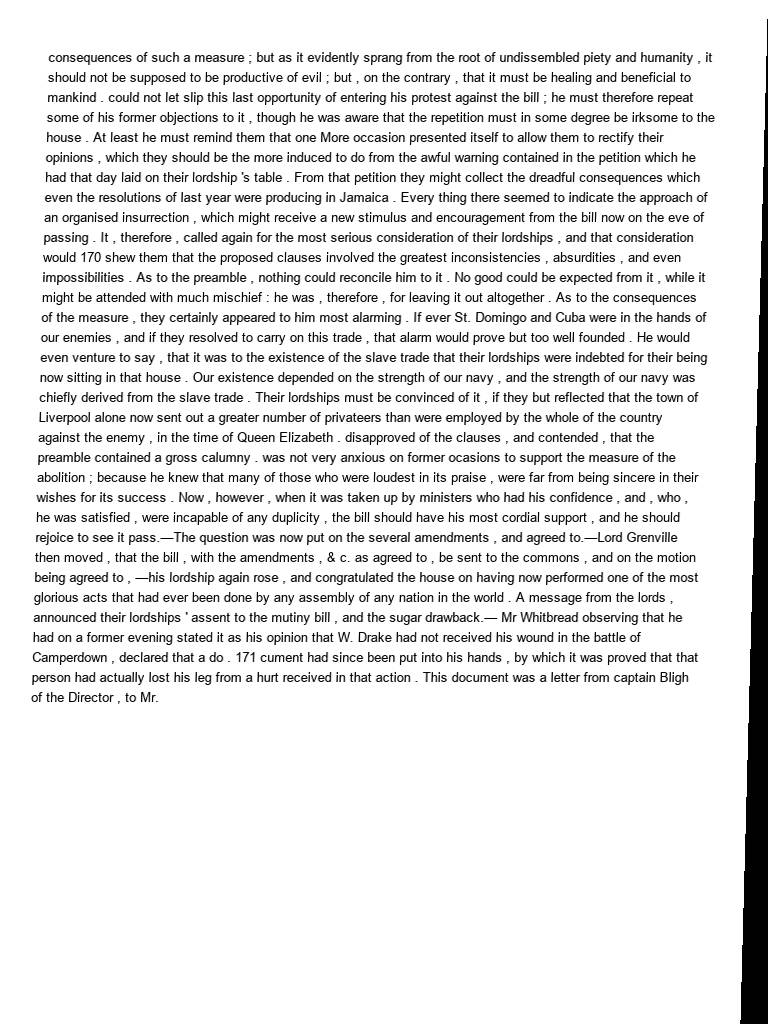 consequences of such a measure ; but as it evidently sprang from the root of undissembled piety and humanity , it
should not be supposed to be productive of evil ; but , on the contrary , that it must be healing and beneficial to
mankind . could not let slip this last opportunity of entering his protest against the bill ; he must therefore repeat
some of his former objections to it , though he was aware that the repetition must in some degree be irksome to the
house . At least he must remind them that one More occasion presented itself to allow them to rectify their
opinions , which they should be the more induced to do from the awful warning contained in the petition which he
had that day laid on their lordship 's table . From that petition they might collect the dreadful consequences which
even the resolutions of last year were producing in Jamaica . Every thing there seemed to indicate the approach of
an organised insurrection , which might receive a new stimulus and encouragement from the bill now on the eve of
passing . It , therefore , called again for the most serious consideration of their lordships , and that consideration
would 170 shew them that the proposed clauses involved the greatest inconsistencies , absurdities , and even
impossibilities . As to the preamble , nothing could reconcile him to it . No good could be expected from it , while it
might be attended with much mischief : he was , therefore , for leaving it out altogether . As to the consequences
of the measure , they certainly appeared to him most alarming . If ever St. Domingo and Cuba were in the hands of
our enemies , and if they resolved to carry on this trade , that alarm would prove but too well founded . He would
even venture to say , that it was to the existence of the slave trade that their lordships were indebted for their being
now sitting in that house . Our existence depended on the strength of our navy , and the strength of our navy was
chiefly derived from the slave trade . Their lordships must be convinced of it , if they but reflected that the town of
Liverpool alone now sent out a greater number of privateers than were employed by the whole of the country
against the enemy , in the time of Queen Elizabeth . disapproved of the clauses , and contended , that the
preamble contained a gross calumny . was not very anxious on former ocasions to support the measure of the
abolition ; because he knew that many of those who were loudest in its praise , were far from being sincere in their
wishes for its success . Now , however , when it was taken up by ministers who had his confidence , and , who ,
he was satisfied , were incapable of any duplicity , the bill should have his most cordial support , and he should
rejoice to see it pass.—The question was now put on the several amendments , and agreed to.—Lord Grenville
then moved , that the bill , with the amendments , & c. as agreed to , be sent to the commons , and on the motion
being agreed to , —his lordship again rose , and congratulated the house on having now performed one of the most
glorious acts that had ever been done by any assembly of any nation in the world . A message from the lords ,
announced their lordships ' assent to the mutiny bill , and the sugar drawback.— Mr Whitbread observing that he
had on a former evening stated it as his opinion that W. Drake had not received his wound in the battle of
Camperdown , declared that a do . 171 cument had since been put into his hands , by which it was proved that that
person had actually lost his leg from a hurt received in that action . This document was a letter from captain Bligh
of the Director , to Mr.